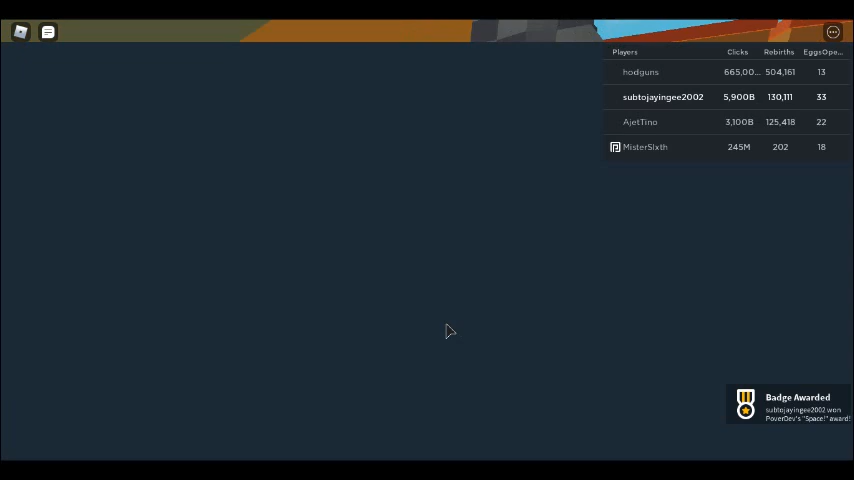 Players Clicks Rebirths EggsOpe...
hodguns 665,00... 504,161 13
subtojayingee2002 5,900B 130,111 33
AjetTino 3,100B 125,418 22
MisterSIxth 245M 202 18
Badge Awarded
subtojayingee2002 won
PoverDev's "Space!" award!